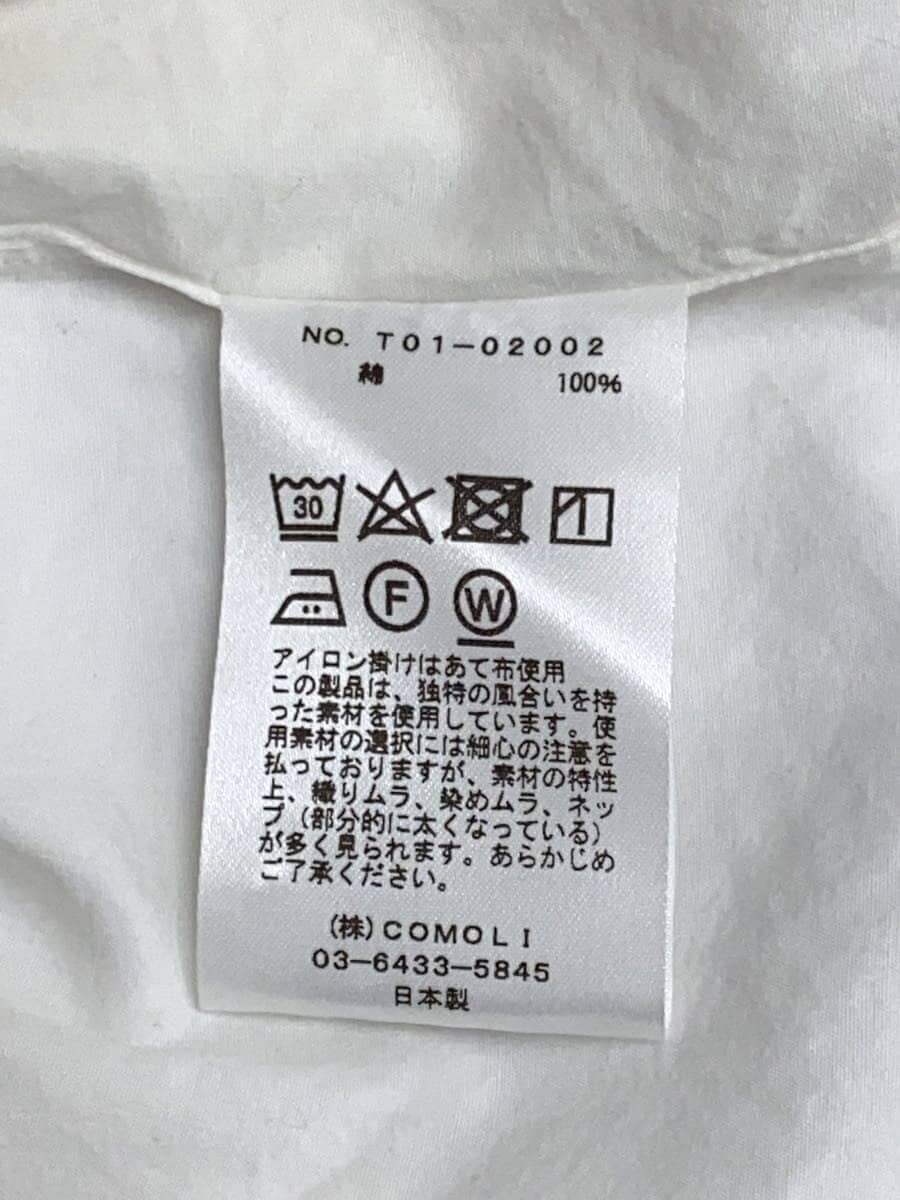 NO. T01-02002
綿 100%
30
F W
アイロン掛けはあて布使用
この製品は、独特の風合いを持
った素材を使用しています。使
用素材の選択には細心の注意を
払っておりますが、素材の特性
上、織りムラ、染めムラ、ネッ
プ(部分的に太くなっている)
が多く見られます。あらかじめ
ご了承ください。
(株)COMOLI
03-6433-5845
日本製